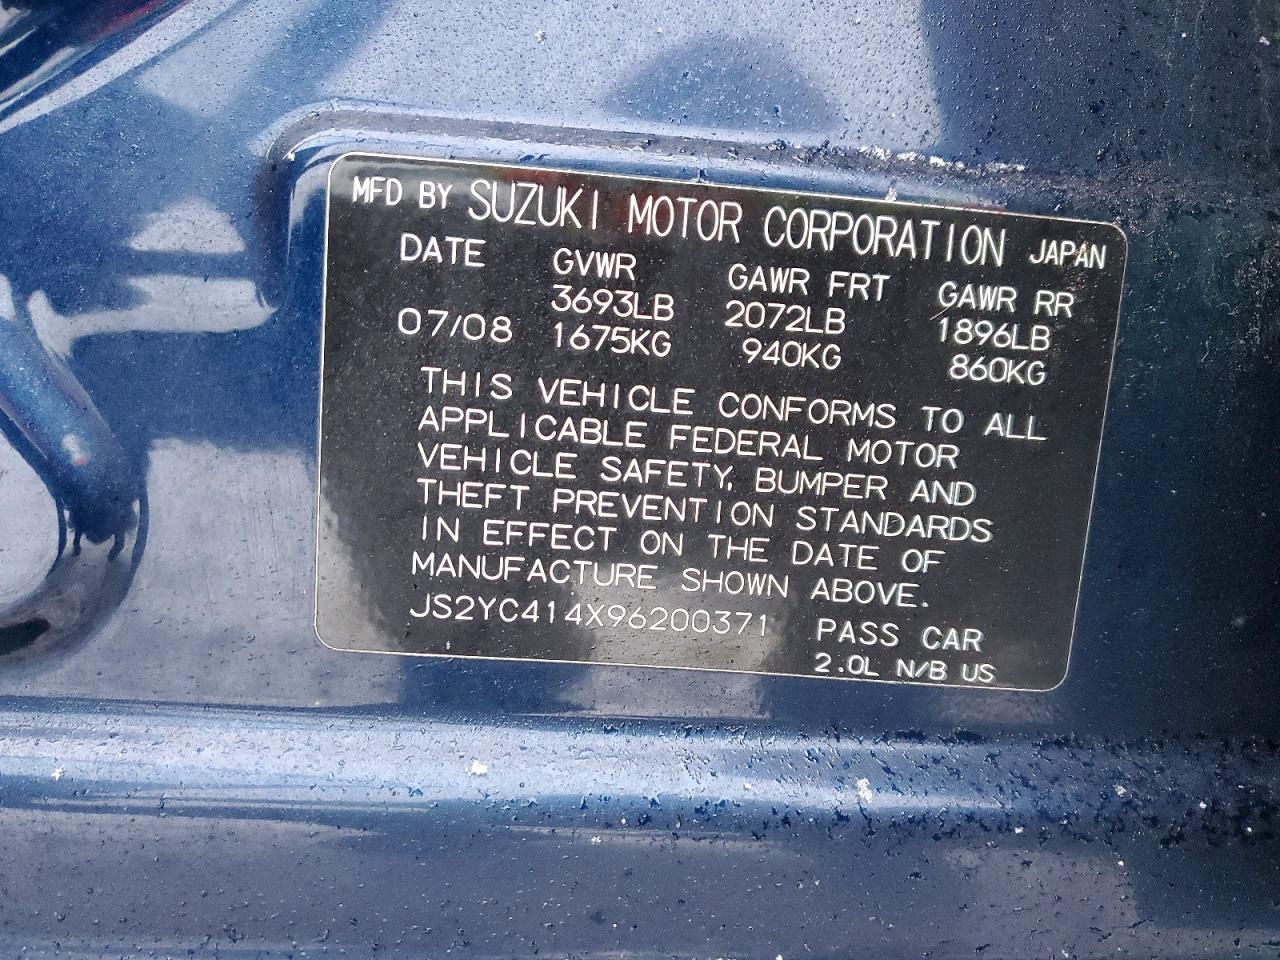 MFD BY SUZUKI MOTOR CORPORATION JAPAN
DATE GVWR GAWR FRT GAWR RR
3693LB 2072LB 1896LB
07/08 1675KG 940KG 860KG
THIS VEHICLE CONFORMS TO ALL
APPLICABLE FEDERAL MOTOR
VEHICLE SAFETY, BUMPER AND
THEFT PREVENTION STANDARDS
IN EFFECT ON THE DATE OF
MANUFACTURE SHOWN ABOVE.
JS2YC414X96200371 PASS CAR
2.0L N/B US